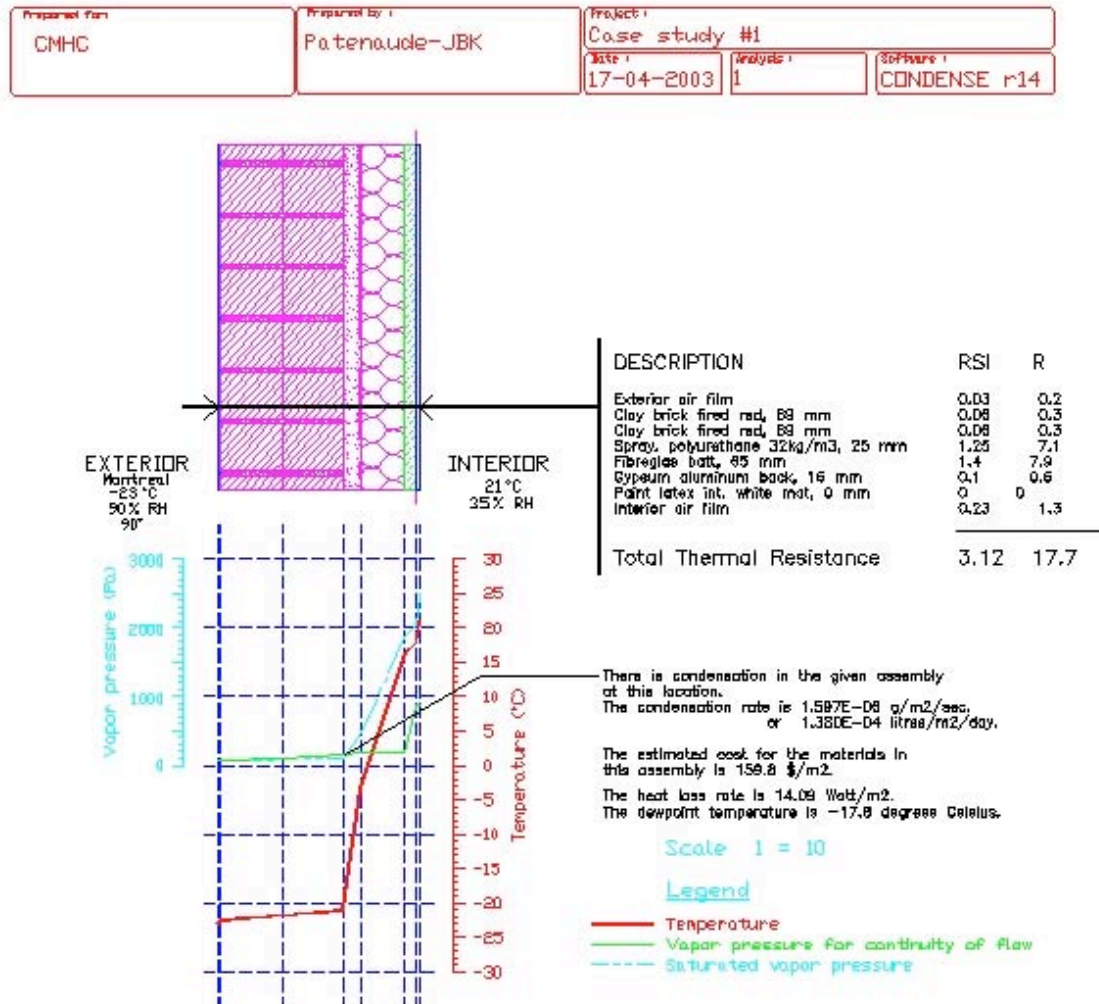 Prepared for:
CMHC
Prepared by :
Patenaude-JBK
Project :
Case study #1
Date :
17-04-2003
Analysis :
1
Software :
CONDENSE r14
EXTERIOR
Montreal
-23°C
90% RH
90°
INTERIOR
21°C
35% RH
DESCRIPTION RSI R
Exterior air film 0.03 0.2
Clay brick fired red, 89 mm 0.06 0.3
Clay brick fired red, 89 mm 0.06 0.3
Spray. polyurethane 32kg/m3, 25 mm 1.25 7.1
Fibreglas batt, 65 mm 1.4 7.9
Gypsum aluminum back, 16 mm 0.1 0.6
Paint latex int. white mat, 0 mm 0 0
Interior air film 0.23 1.3
Total Thermal Resistance 3.12 17.7
Vapor pressure (Pa)
3000
2000
1000
0
30
25
20
15
10
5
0
-5
-10
-15
-20
-25
-30
Temperature (°C)
There is condensation in the given assembly
at this location.
The condensation rate is 1.597E-06 g/m2/sec.
or 1.380E-04 litres/m2/day.
The estimated cost for the materials in
this assembly is 159.8 $/m2.
The heat loss rate is 14.09 Watt/m2.
The dewpoint temperature is -17.8 degrees Celsius.
Scale 1 = 10
Legend
Temperature
Vapor pressure for continuity of flow
Saturated vapor pressure